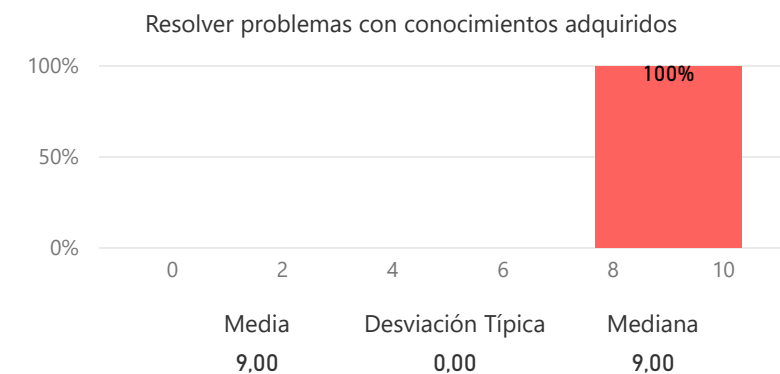 Resolver problemas con conocimientos adquiridos
100%
100%
50%
0%
0 2 4 6 8 10
Media Desviación Típica Mediana
9,00 0,00 9,00